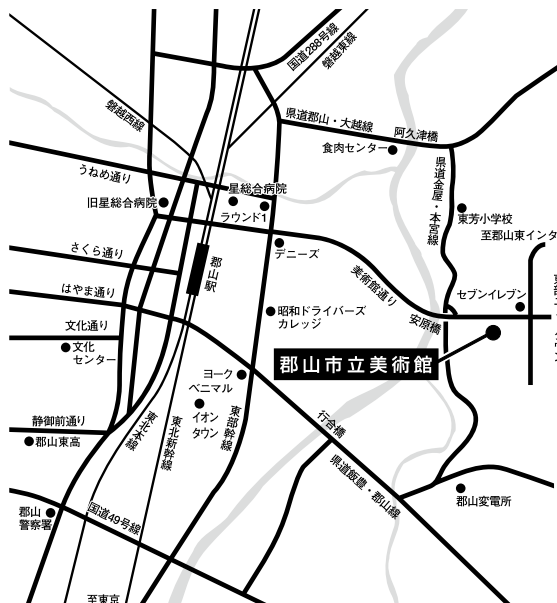 国道288号線
磐越東線
磐越西線
県道郡山・大越線
阿久津橋
食肉センター
県道金屋・本宮線
うねめ通り
星総合病院
旧星総合病院
ラウンド1
東芳小学校
至郡山東インタ
さくら通り
デニーズ
郡山駅
美術館通り
はやま通り
セブンイレブン
安原橋
昭和ドライバーズ
カレッジ
文化通り
文化
センター
郡山市立美術館
ヨーク
ベニマル
イオン
タウン
静御前通り
東北本線
東北新幹線
東部幹線
行合橋
郡山東高
県道飯豊・郡山線
郡山変電所
郡山
警察署
国道49号線
至東京